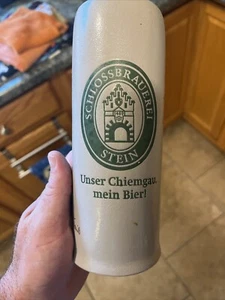 SCHLOSSBRAUEREI
STEIN
Unser Chiemgau,
mein Bier!